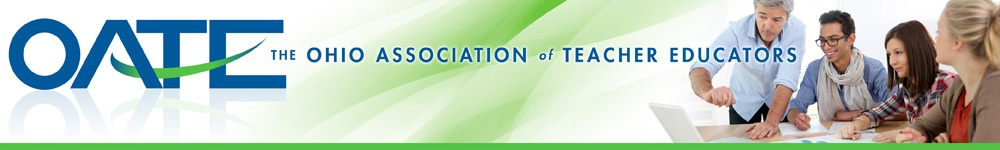 OATE THE OHIO ASSOCIATION of TEACHER EDUCATORS